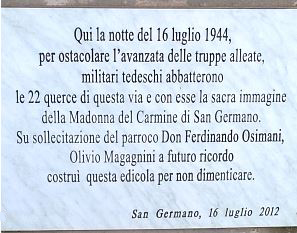 Qui la notte del 16 luglio 1944,
per ostacolare l'avanzata delle truppe alleate,
militari tedeschi abbatterono
le 22 querce di questa via e con esse la sacra immagine
della Madonna del Carmine di San Germano.
Su sollecitazione del parroco Don Ferdinando Osimani,
Olivio Magagnini a futuro ricordo
costruì questa edicola per non dimenticare.
San Germano, 16 luglio 2012